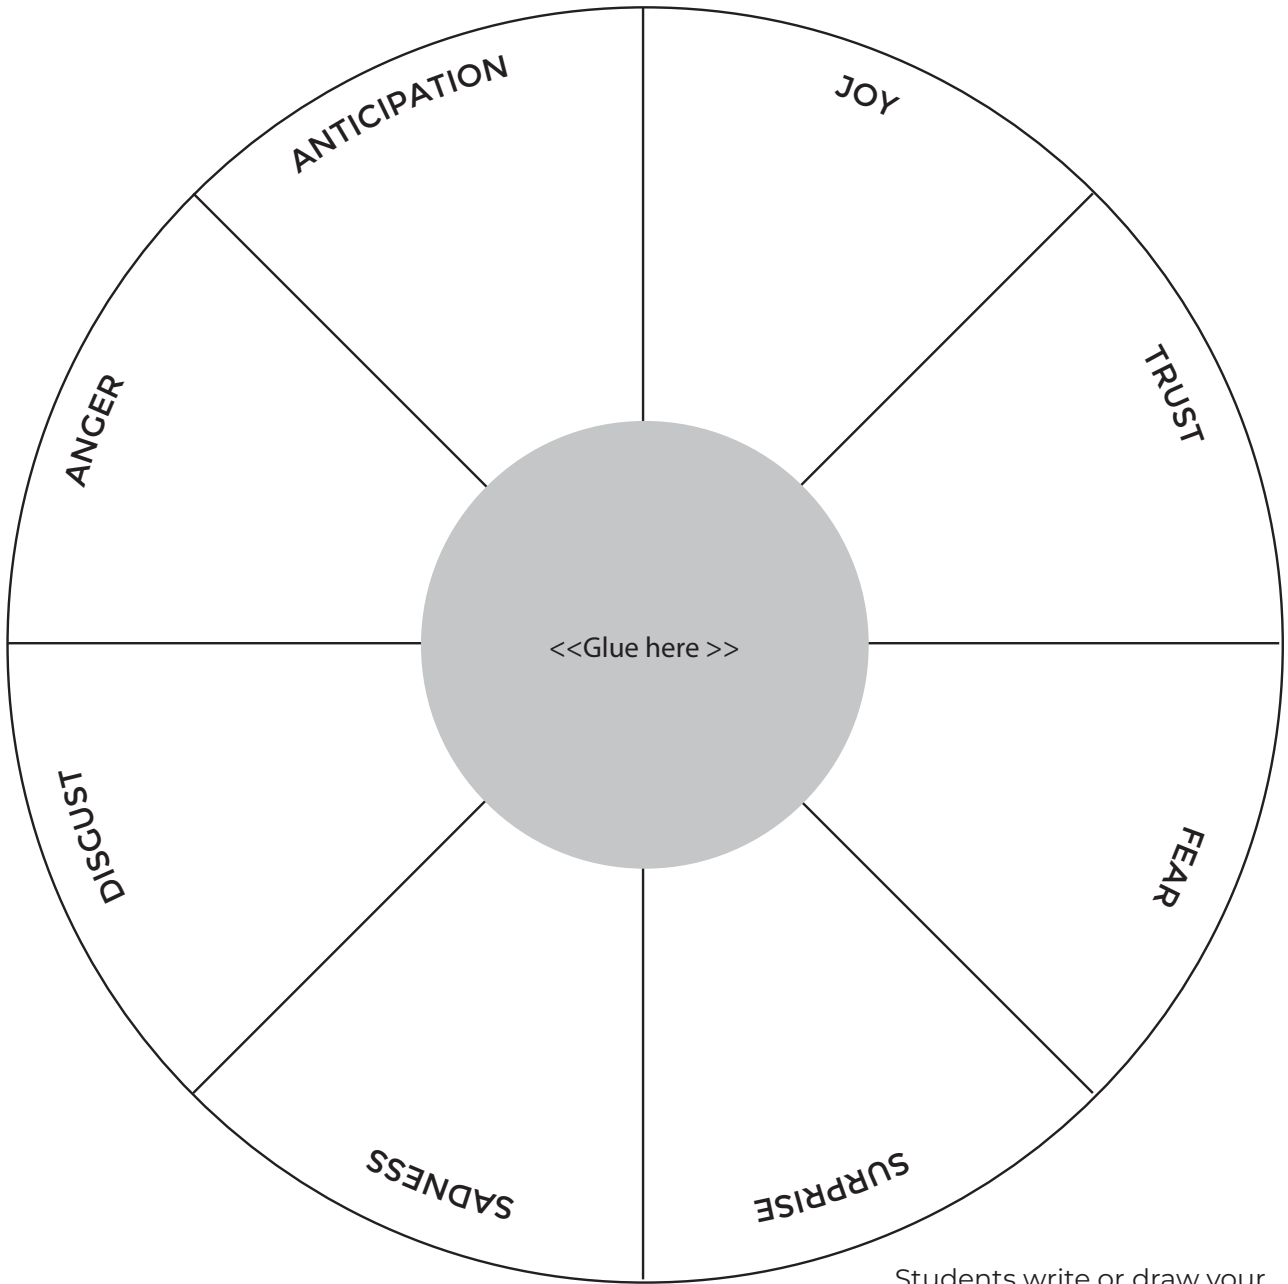 ANTICIPATION
JOY
TRUST
FEAR
SURPRISE
SADNESS
DISGUST
ANGER
<<Glue here >>
Students write or draw your